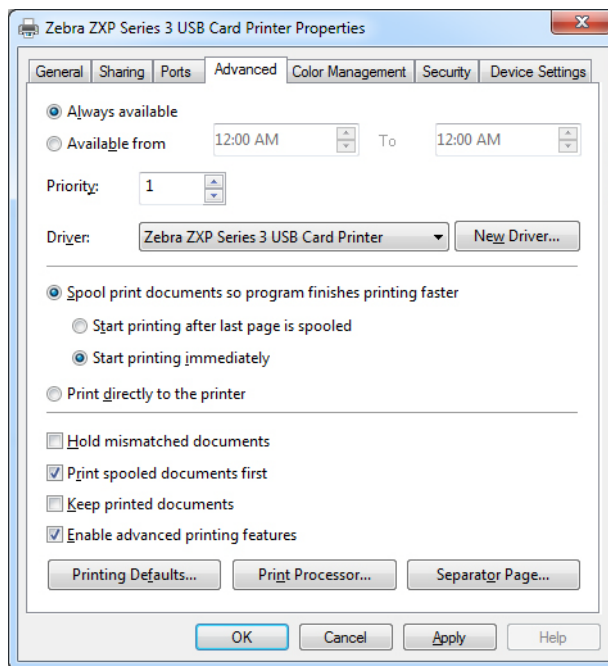 Zebra ZXP Series 3 USB Card Printer Properties
General Sharing Ports Advanced Color Management Security Device Settings
Always available
Available from 12:00 AM To 12:00 AM
Priority: 1
Driver: Zebra ZXP Series 3 USB Card Printer New Driver...
Spool print documents so program finishes printing faster
Start printing after last page is spooled
Start printing immediately
Print directly to the printer
Hold mismatched documents
Print spooled documents first
Keep printed documents
Enable advanced printing features
Printing Defaults... Print Processor... Separator Page...
OK Cancel Apply Help